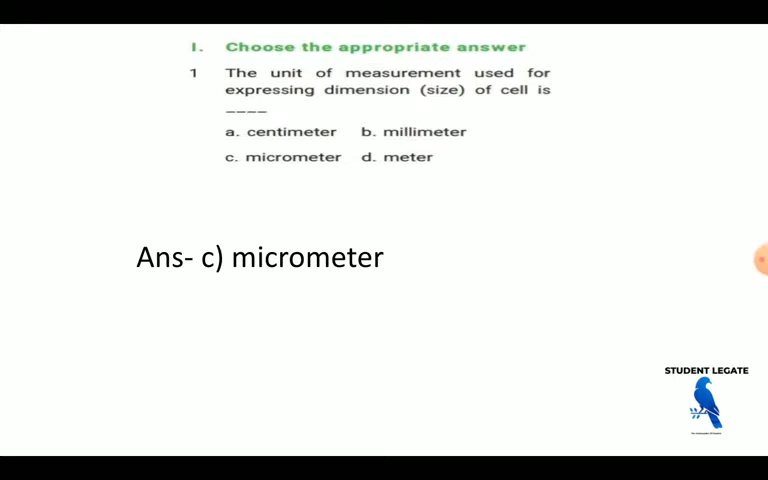 I. Choose the appropriate answer
1 The unit of measurement used for
expressing dimension (size) of cell is
____
a. centimeter b. millimeter
c. micrometer d. meter
Ans- c) micrometer
STUDENT LEGATE